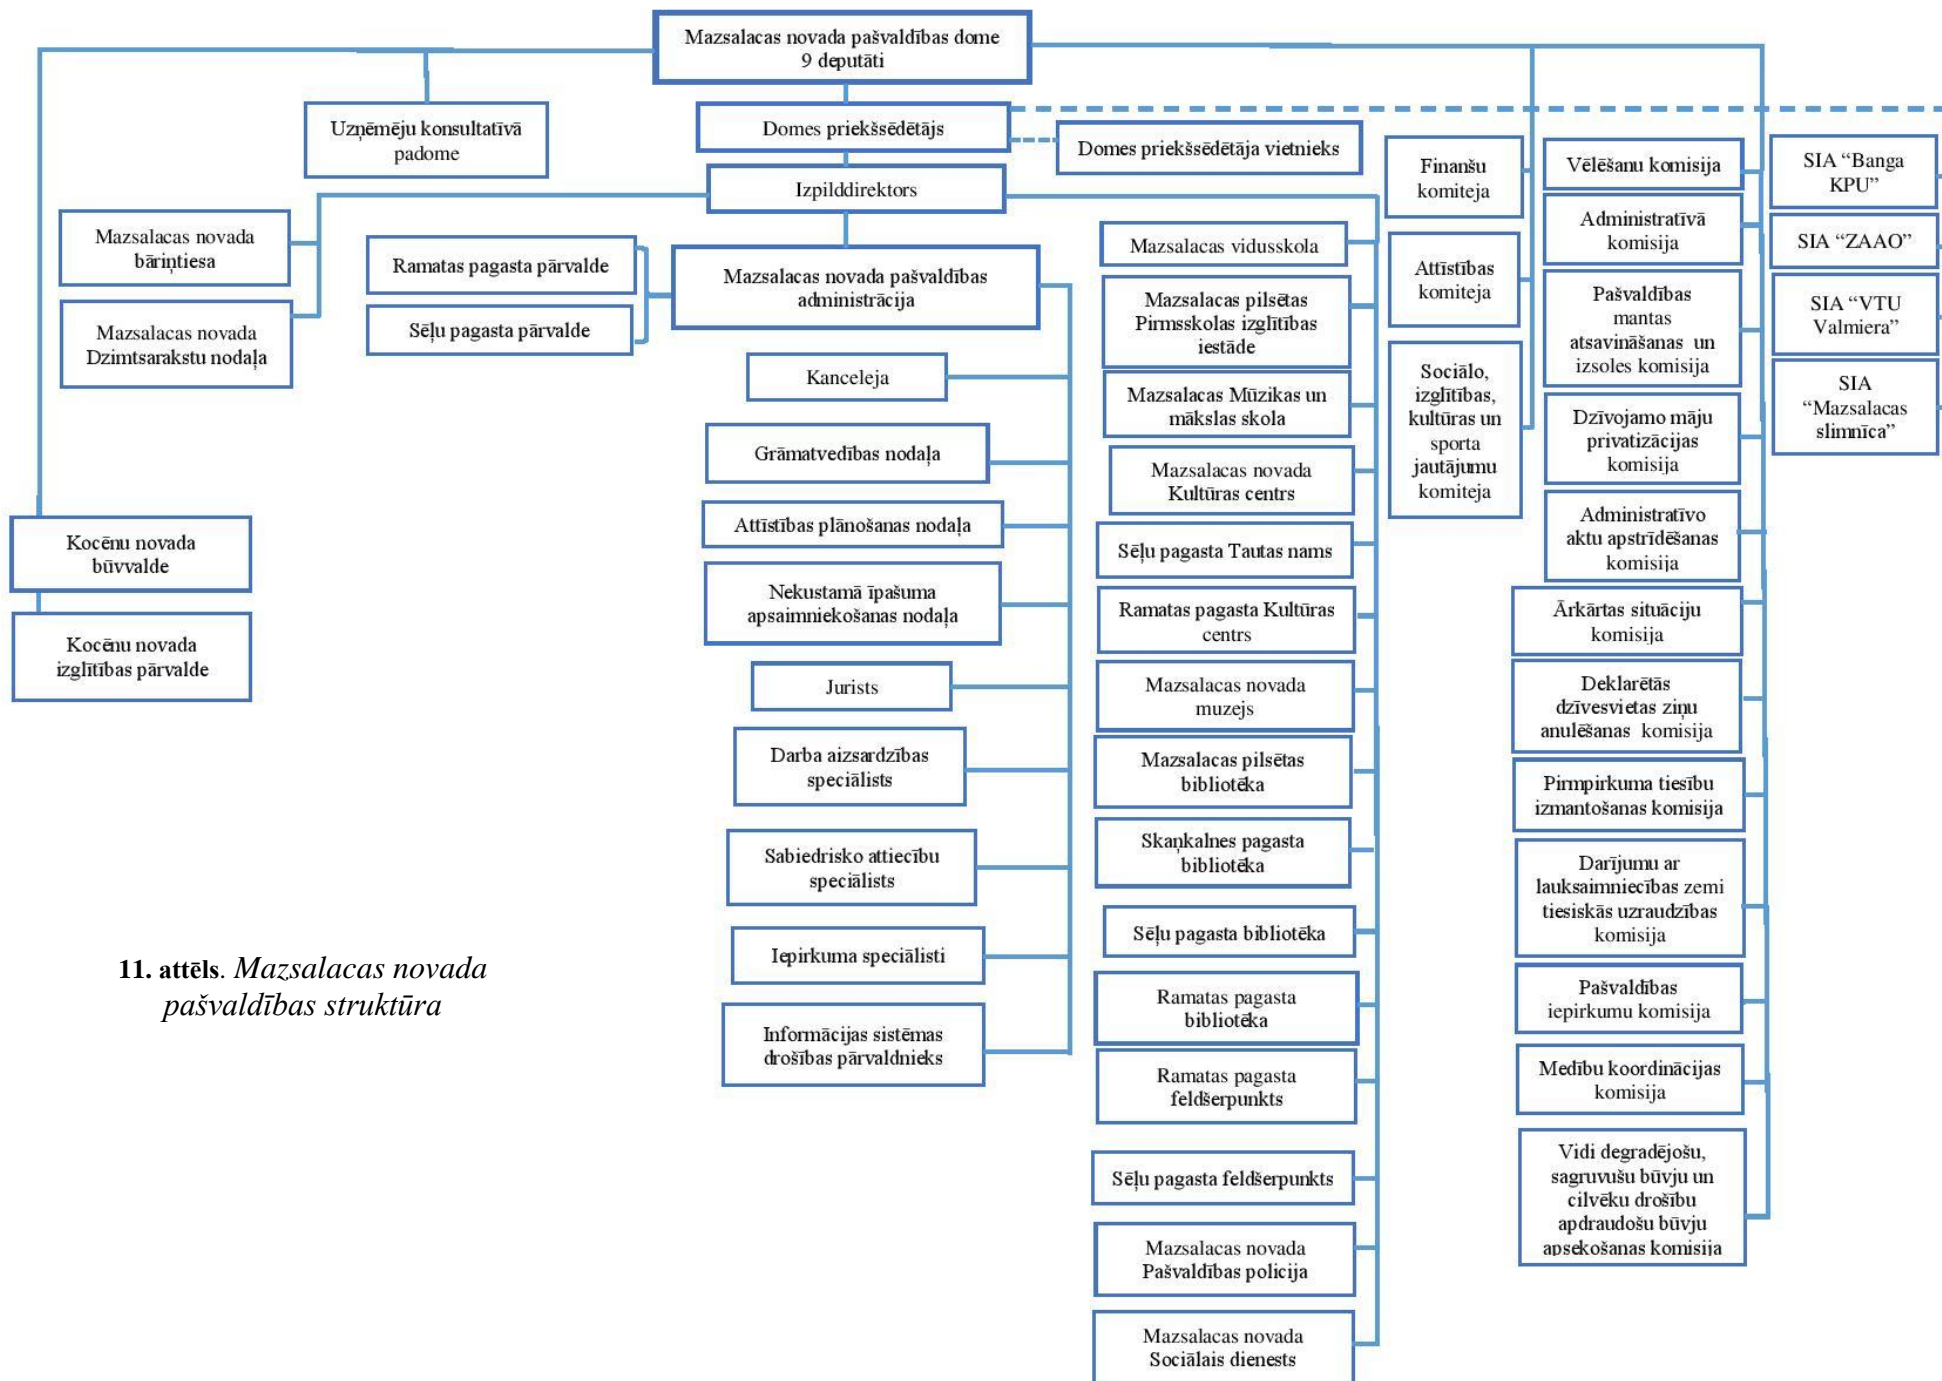 Mazsalacas novada pašvaldības dome
9 deputāti
Uzņēmēju konsultatīvā
padome
Domes priekšsēdētājs
Domes priekšsēdētāja vietnieks
Izpilddirektors
Mazsalacas novada
bāriņtiesa
Mazsalacas novada
Dzimtsarakstu nodaļa
Ramatas pagasta pārvalde
Sēļu pagasta pārvalde
Mazsalacas novada pašvaldības
administrācija
Kanceleja
Grāmatvedības nodaļa
Attīstības plānošanas nodaļa
Nekustamā īpašuma
apsaimniekošanas nodaļa
Jurists
Darba aizsardzības
speciālists
Sabiedrisko attiecību
speciālists
Iepirkuma speciālisti
Informācijas sistēmas
drošības pārvaldnieks
Kocēnu novada
būvvalde
Kocēnu novada
izglītības pārvalde
Mazsalacas vidusskola
Mazsalacas pilsētas
Pirmsskolas izglītības
iestāde
Mazsalacas Mūzikas un
mākslas skola
Mazsalacas novada
Kultūras centrs
Sēļu pagasta Tautas nams
Ramatas pagasta Kultūras
centrs
Mazsalacas novada
muzejs
Mazsalacas pilsētas
bibliotēka
Skaņkalnes pagasta
bibliotēka
Sēļu pagasta bibliotēka
Ramatas pagasta
bibliotēka
Ramatas pagasta
feldšerpunkts
Sēļu pagasta feldšerpunkts
Mazsalacas novada
Pašvaldības policija
Mazsalacas novada
Sociālais dienests
Finanšu
komiteja
Attīstības
komiteja
Sociālo,
izglītības,
kultūras un
sporta
jautājumu
komiteja
Vēlēšanu komisija
Administratīvā
komisija
Pašvaldības
mantas
atsavināšanas un
izsoles komisija
Dzīvojamo māju
privatizācijas
komisija
Administratīvo
aktu apstrīdēšanas
komisija
Ārkārtas situāciju
komisija
Deklarētās
dzīvesvietas ziņu
anulēšanas komisija
Pirmpirkuma tiesību
izmantošanas komisija
Darījumu ar
lauksaimniecības zemi
tiesiskās uzraudzības
komisija
Pašvaldības
iepirkumu komisija
Medību koordinācijas
komisija
Vidi degradējošu,
sagruvušu būvju un
cilvēku drošību
apdraudošu būvju
apsekošanas komisija
SIA “Banga
KPU”
SIA “ZAAO”
SIA “VTU
Valmiera”
SIA
“Mazsalacas
slimnīca”
11. attēls. Mazsalacas novada
pašvaldības struktūra